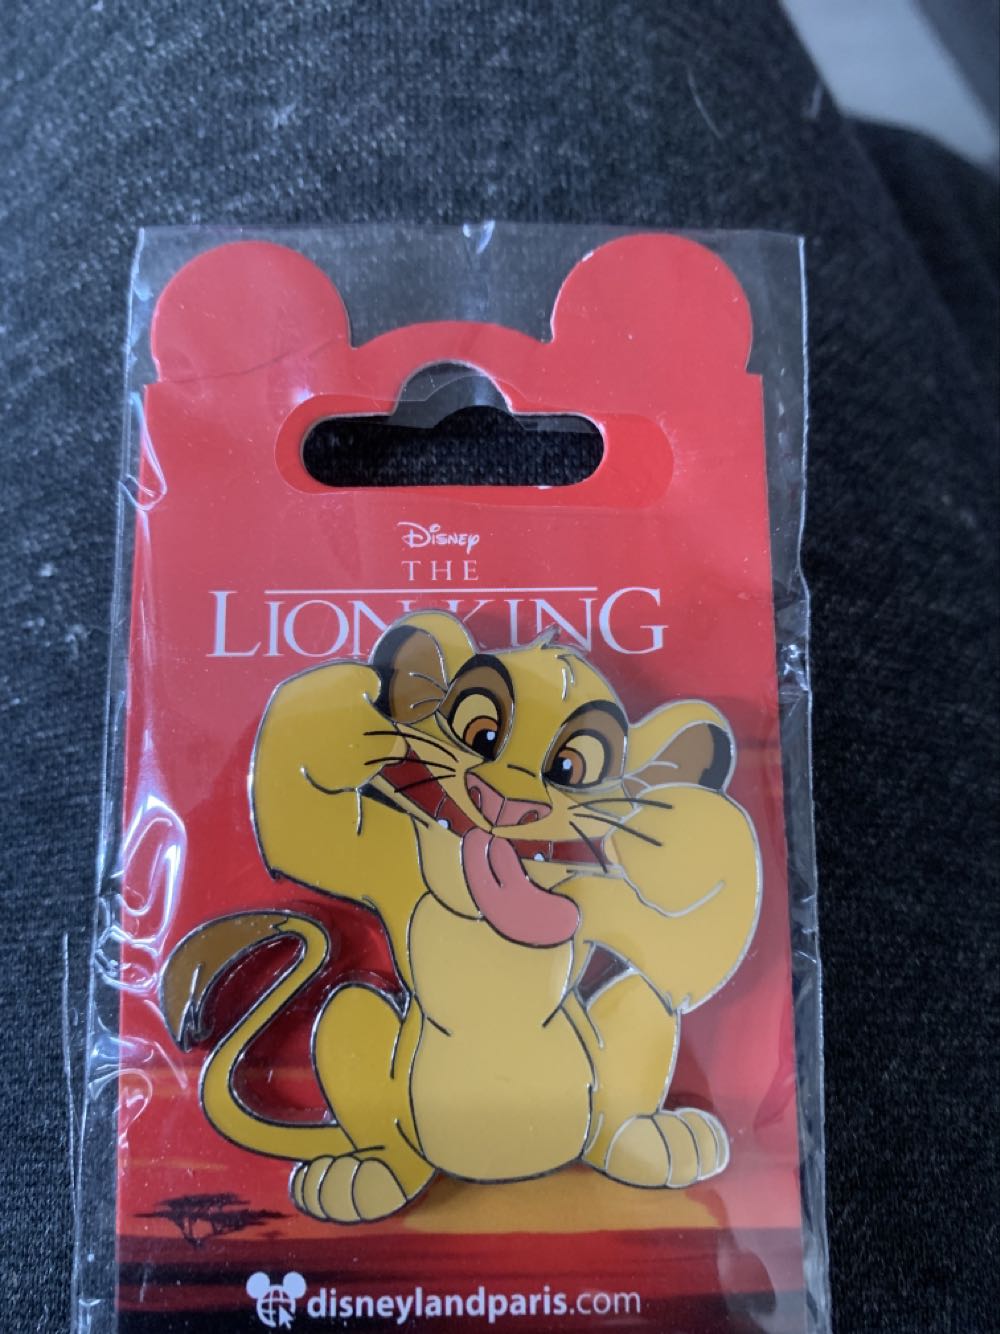 Disney
THE
LION KING
disneylandparis.com